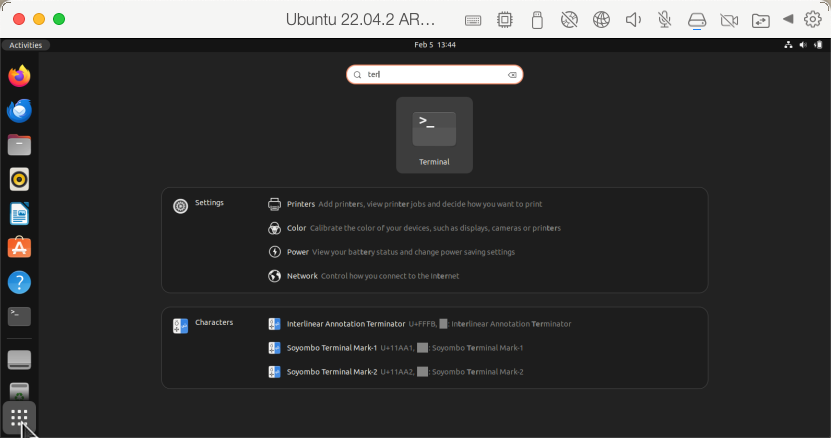 Ubuntu 22.04.2 AR...
Activities
Feb 5 13:44
ter
>_
Terminal
Settings
Printers Add printers, view printer jobs and decide how you want to print
Color Calibrate the color of your devices, such as displays, cameras or printers
Power View your battery status and change power saving settings
Network Control how you connect to the Internet
Characters
Interlinear Annotation Terminator U+FFFB, : Interlinear Annotation Terminator
Soyombo Terminal Mark-1 U+11AA1, : Soyombo Terminal Mark-1
Soyombo Terminal Mark-2 U+11AA2, : Soyombo Terminal Mark-2
?
>_